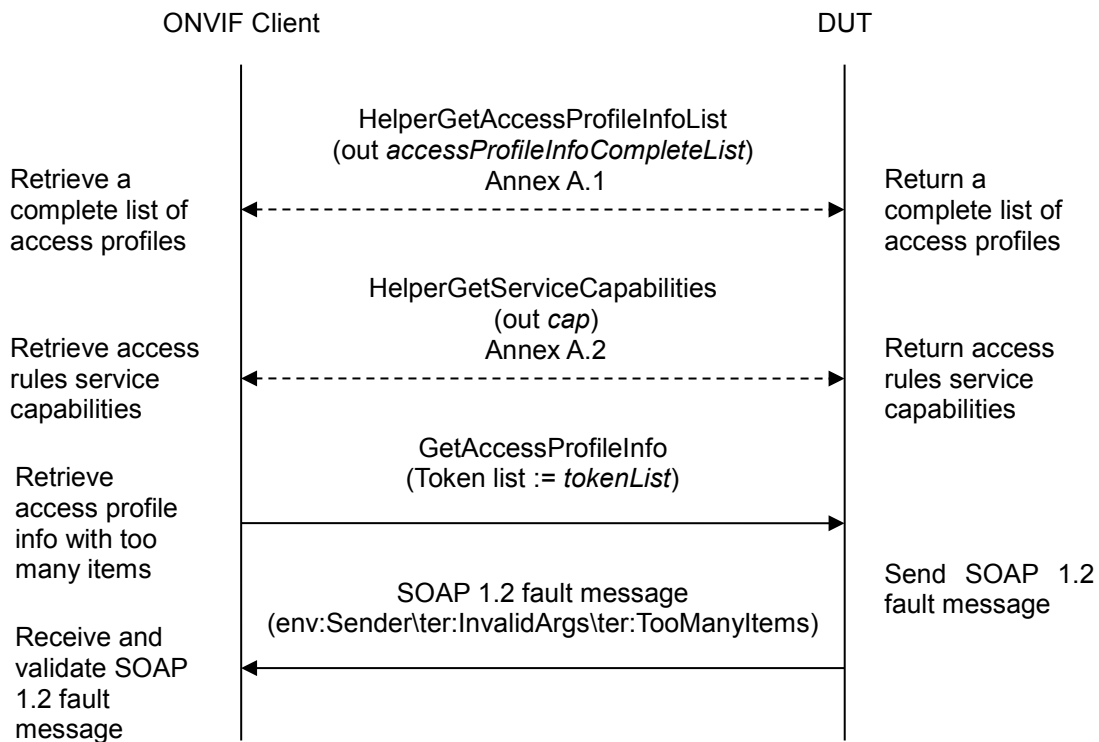 ONVIF Client
DUT
HelperGetAccessProfileInfoList
(out accessProfileInfoCompleteList)
Annex A.1
Retrieve a
complete list of
access profiles
Return a
complete list of
access profiles
HelperGetServiceCapabilities
(out cap)
Annex A.2
Retrieve access
rules service
capabilities
Return access
rules service
capabilities
GetAccessProfileInfo
(Token list := tokenList)
Retrieve
access profile
info with too
many items
SOAP 1.2 fault message
(env:Sender\ter:InvalidArgs\ter:TooManyItems)
Send SOAP 1.2
fault message
Receive and
validate SOAP
1.2 fault
message